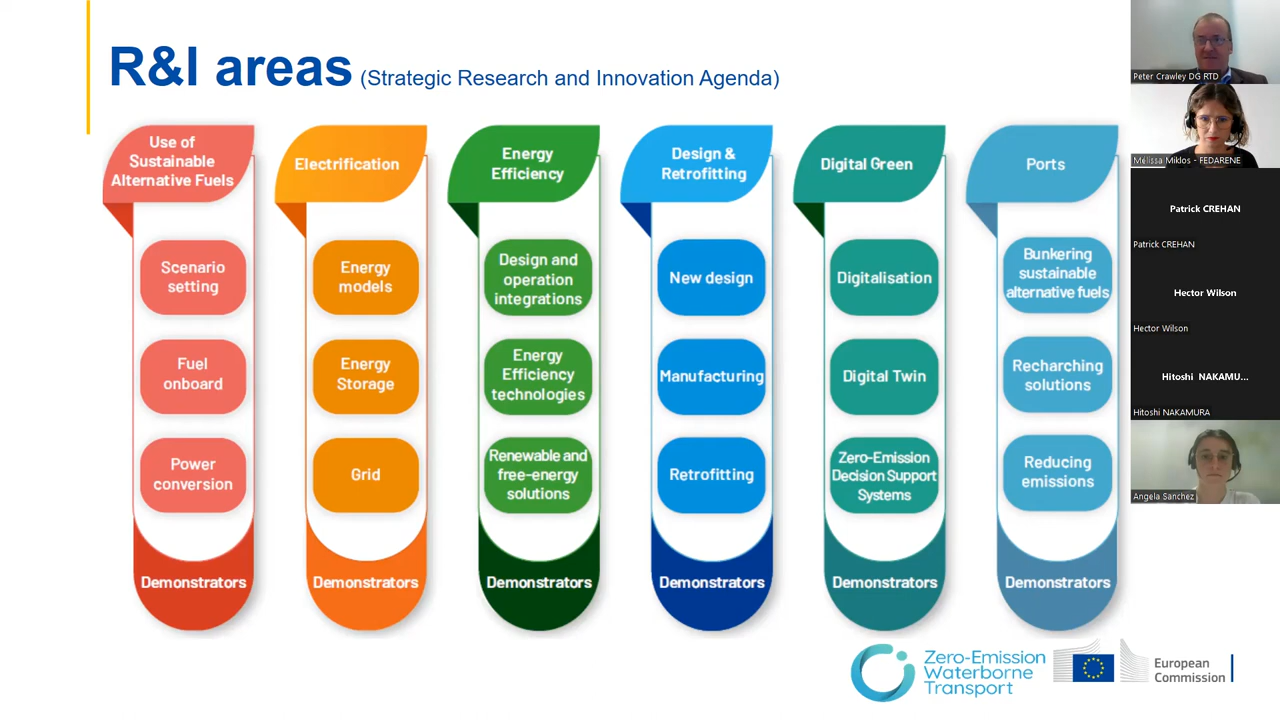 R&I areas (Strategic Research and Innovation Agenda)
Use of
Sustainable
Alternative Fuels
Scenario
setting
Fuel
onboard
Power
conversion
Demonstrators
Electrification
Energy
models
Energy
Storage
Grid
Demonstrators
Energy
Efficiency
Design and
operation
integrations
Energy
Efficiency
technologies
Renewable and
free-energy
solutions
Demonstrators
Design &
Retrofitting
New design
Manufacturing
Retrofitting
Demonstrators
Digital Green
Digitalisation
Digital Twin
Zero-Emission
Decision Support
Systems
Demonstrators
Ports
Bunkering
sustainable
alternative fuels
Recharching
solutions
Reducing
emissions
Demonstrators
Zero-Emission
Waterborne
Transport
European
Commission
Peter Crawley DG RTD
Mélissa Miklos - FEDARENE
Patrick CREHAN
Patrick CREHAN
Hector Wilson
Hector Wilson
Hitoshi NAKAMU...
Hitoshi NAKAMURA
Angela Sanchez